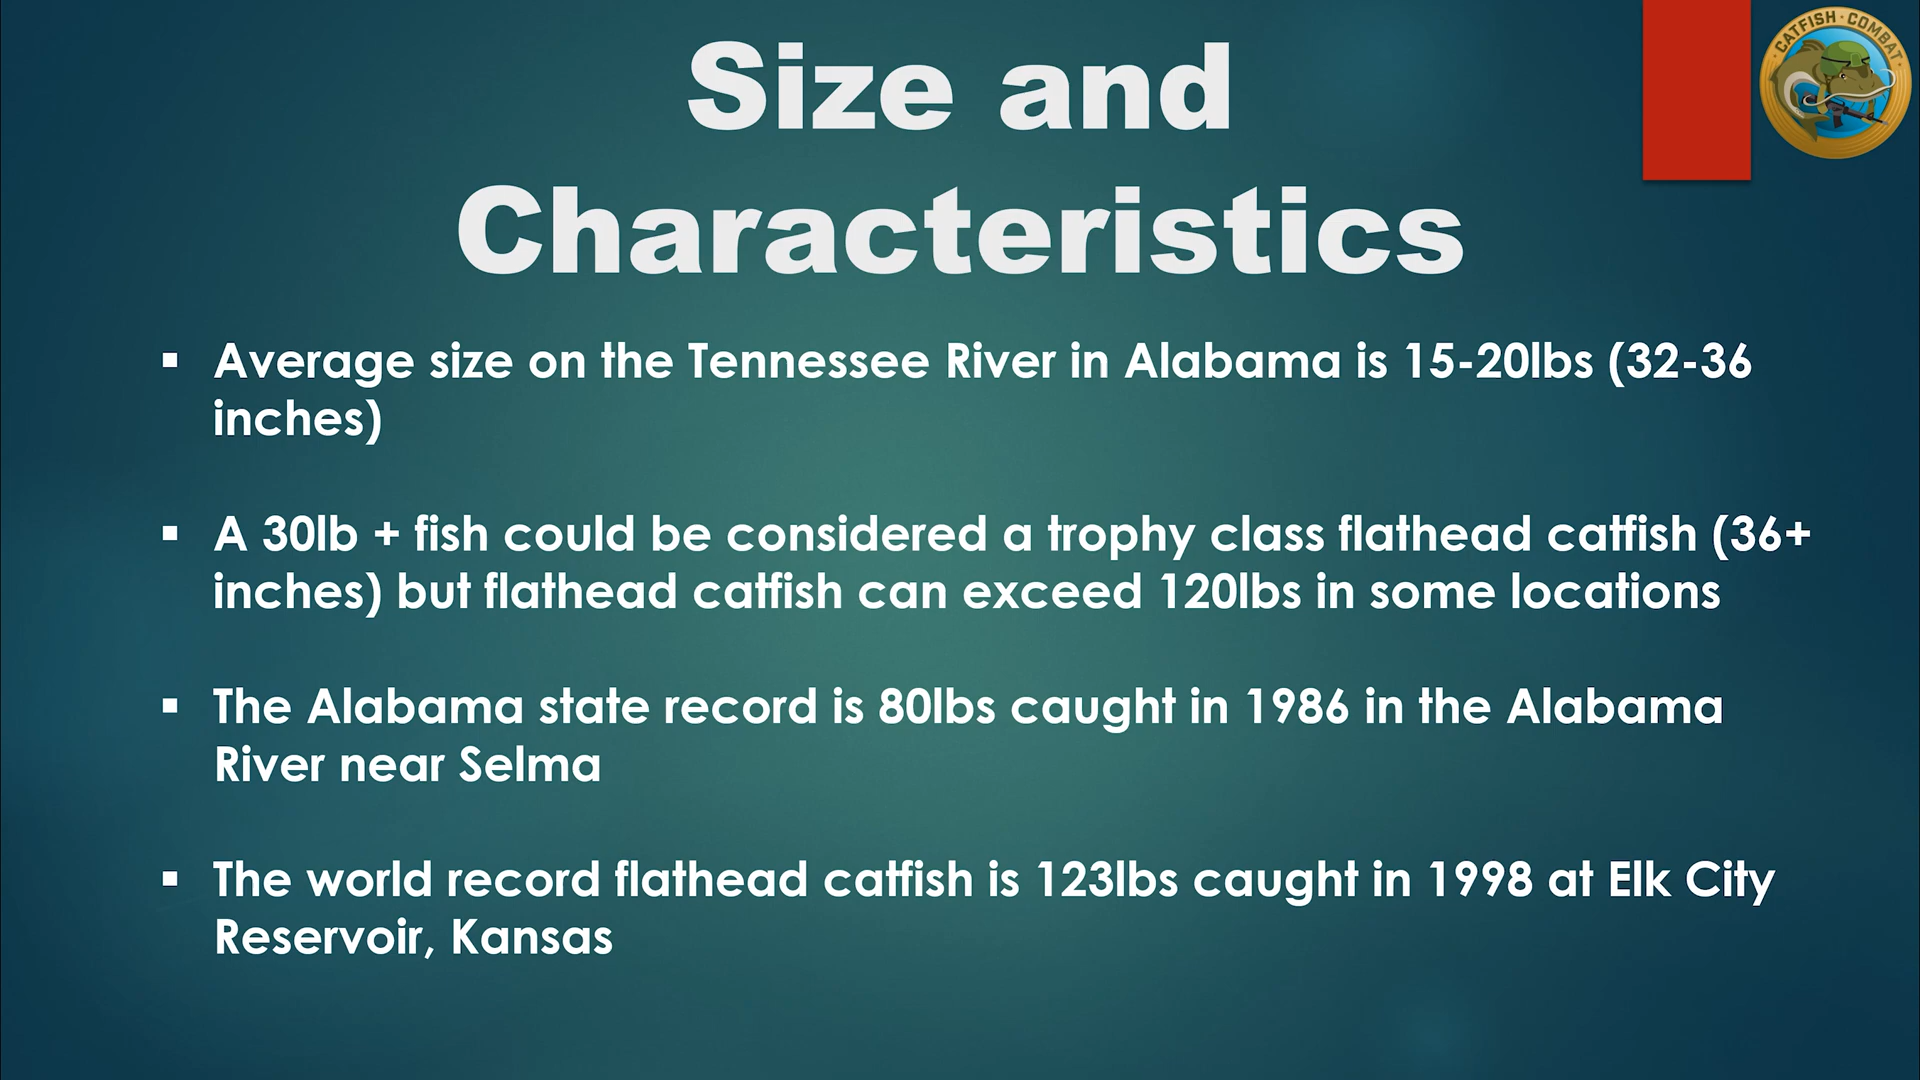 CATFISH · COMBAT
Size and
Characteristics
▪ Average size on the Tennessee River in Alabama is 15-20lbs (32-36
inches)
▪ A 30lb + fish could be considered a trophy class flathead catfish (36+
inches) but flathead catfish can exceed 120lbs in some locations
▪ The Alabama state record is 80lbs caught in 1986 in the Alabama
River near Selma
▪ The world record flathead catfish is 123lbs caught in 1998 at Elk City
Reservoir, Kansas